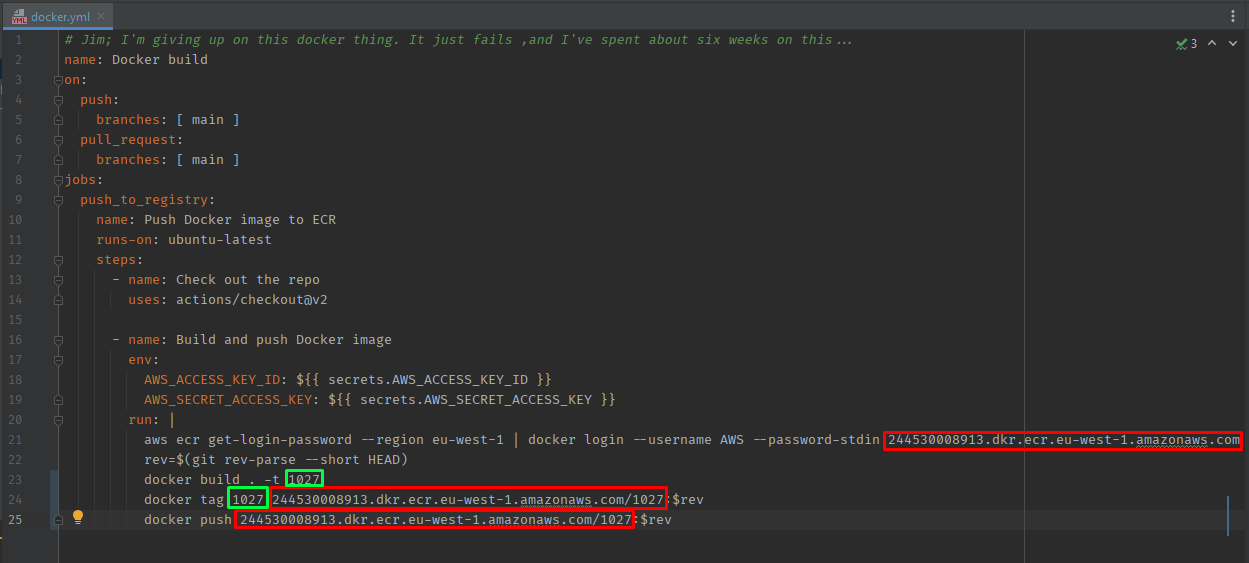 docker.yml
3
1 # Jim; I'm giving up on this docker thing. It just fails ,and I've spent about six weeks on this...
2 name: Docker build
3 on:
4 push:
5 branches: [ main ]
6 pull_request:
7 branches: [ main ]
8 jobs:
9 push_to_registry:
10 name: Push Docker image to ECR
11 runs-on: ubuntu-latest
12 steps:
13 - name: Check out the repo
14 uses: actions/checkout@v2
15
16 - name: Build and push Docker image
17 env:
18 AWS_ACCESS_KEY_ID: ${{ secrets.AWS_ACCESS_KEY_ID }}
19 AWS_SECRET_ACCESS_KEY: ${{ secrets.AWS_SECRET_ACCESS_KEY }}
20 run: |
21 aws ecr get-login-password --region eu-west-1 | docker login --username AWS --password-stdin 244530008913.dkr.ecr.eu-west-1.amazonaws.com
22 rev=$(git rev-parse --short HEAD)
23 docker build . -t 1027
24 docker tag 1027 244530008913.dkr.ecr.eu-west-1.amazonaws.com/1027:$rev
25 docker push 244530008913.dkr.ecr.eu-west-1.amazonaws.com/1027:$rev